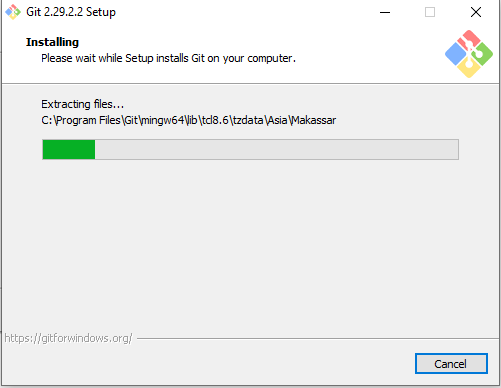 Git 2.29.2.2 Setup
Installing
Please wait while Setup installs Git on your computer.
Extracting files...
C:\Program Files\Git\mingw64\lib\tcl8.6\tzdata\Asia\Makassar
https://gitforwindows.org/
Cancel